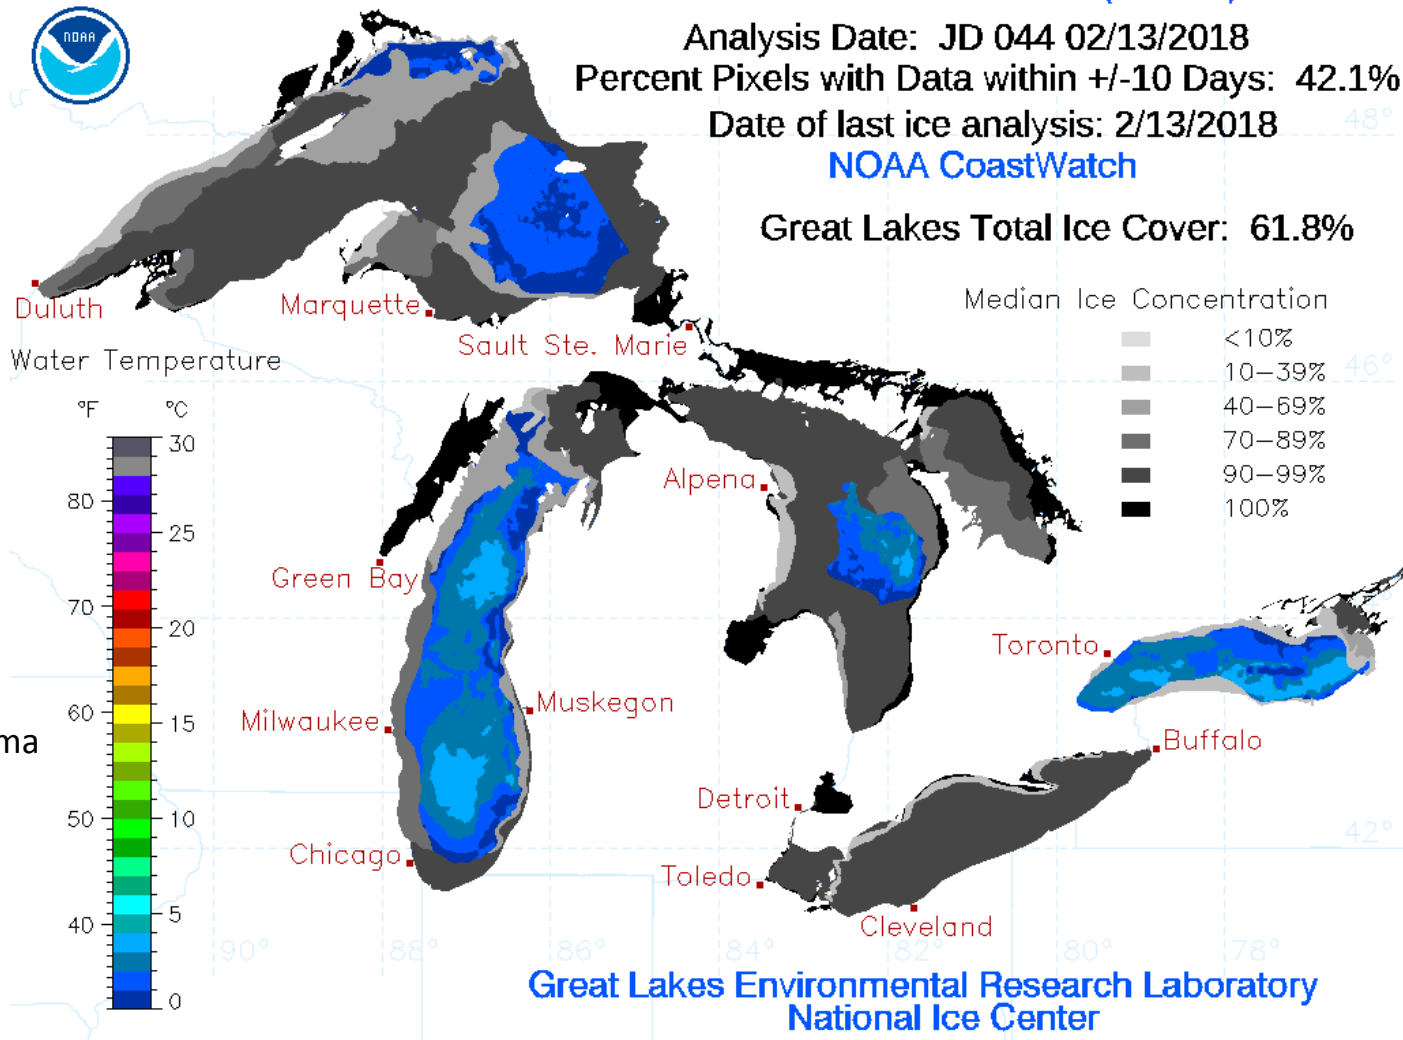 NOAA
Analysis Date: JD 044 02/13/2018
Percent Pixels with Data within +/-10 Days: 42.1%
Date of last ice analysis: 2/13/2018
NOAA CoastWatch
Great Lakes Total Ice Cover: 61.8%
48°
Median Ice Concentration
<10%
10-39%
40-69%
70-89%
90-99%
100%
46°
Duluth
Marquette
Sault Ste. Marie
Water Temperature
°F
°C
30
80
25
70
20
60
15
50
10
40
5
0
Alpena
Green Bay
Toronto
Milwaukee
Muskegon
ma
Buffalo
Detroit
Chicago
Toledo
Cleveland
42°
90°
88°
86°
84°
82°
80°
78°
Great Lakes Environmental Research Laboratory
National Ice Center